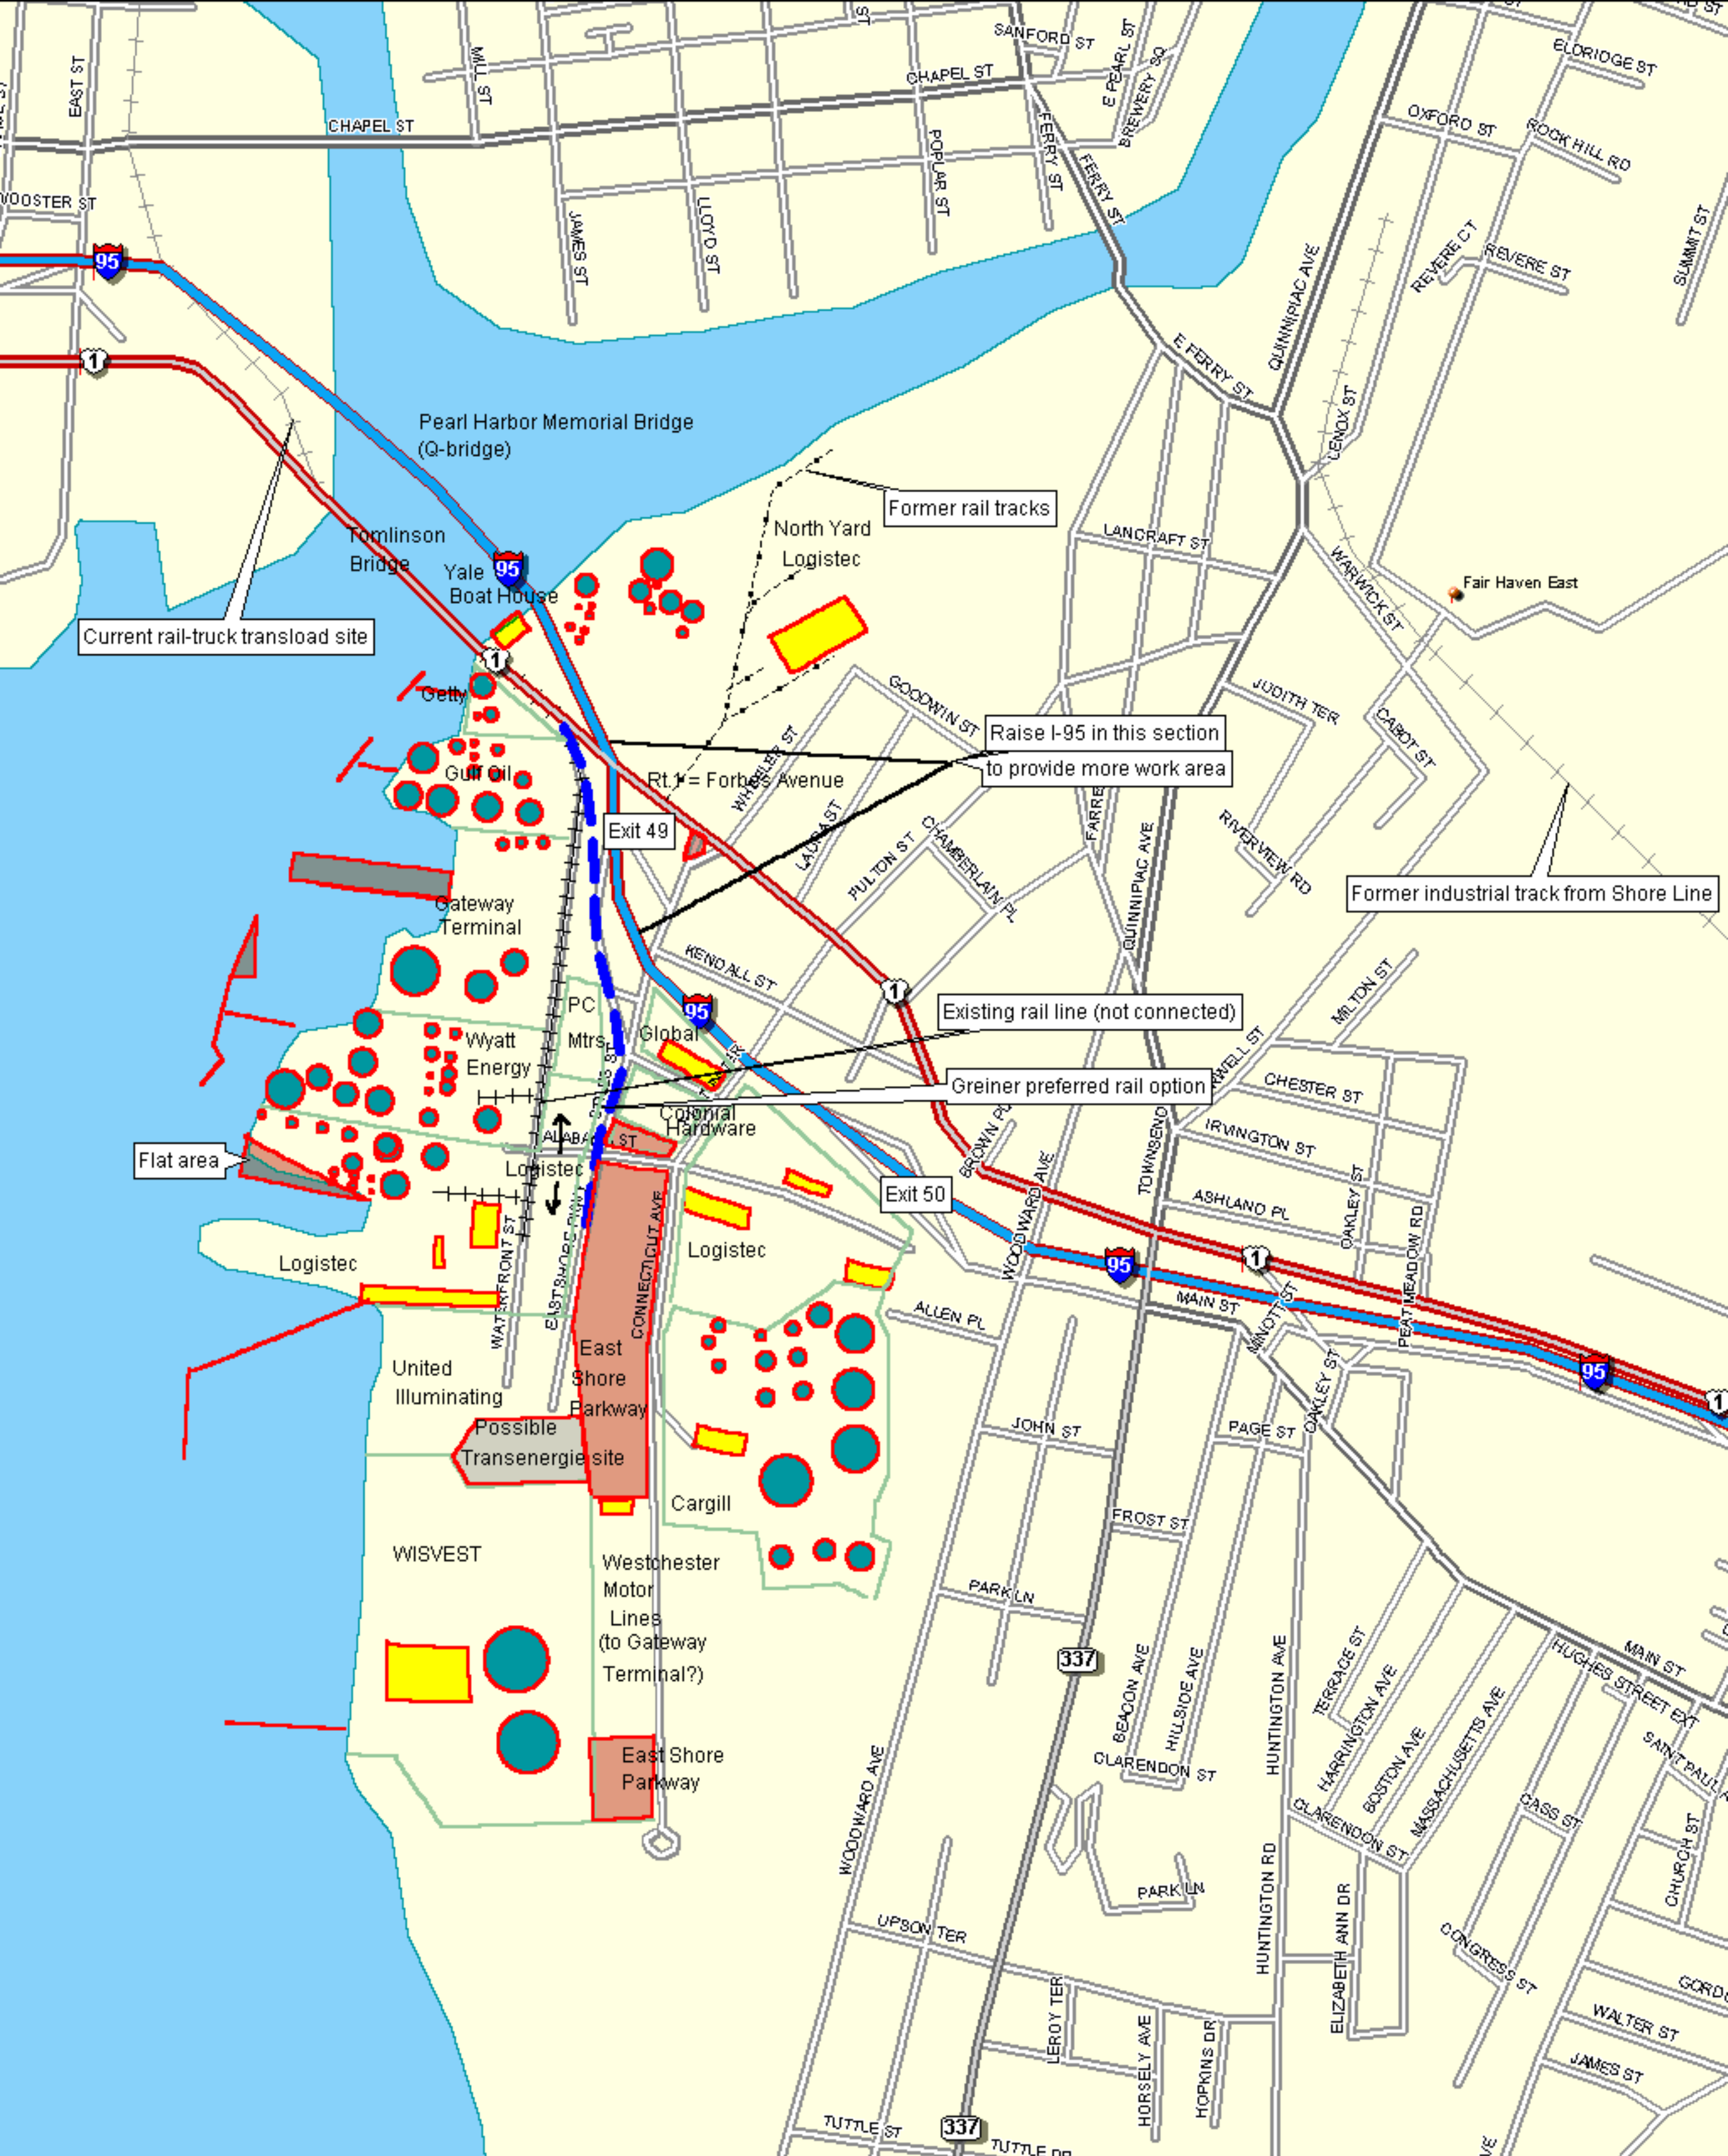 SANFORD ST
E PEARL ST
BREWERY SQ
ELDRIDGE ST
EAST ST
MILL ST
CHAPEL ST
OXFORD ST
ROCK HILL RD
CHAPEL ST
FERRY ST
FERRY ST
POPLAR ST
WOOSTER ST
JAMES ST
LLOYD ST
SUMMIT ST
REVERE CT
REVERE ST
QUINNIPIAC AVE
95
1
E FERRY ST
LENOX ST
Pearl Harbor Memorial Bridge
(Q-bridge)
Former rail tracks
North Yard
Logistec
Tomlinson
Bridge
Yale
Boat House
95
LANCRAFT ST
WARWICK ST
Fair Haven East
Current rail-truck transload site
1
Getty
GOODWIN ST
JUDITH TER
CABOT ST
Raise I-95 in this section
to provide more work area
Gulf Oil
Rt.1 = Forbes Avenue
WHEELER ST
Exit 49
FULTON ST
CHAMBERLAIN PL
RIVERVIEW RD
QUINNIPIAC AVE
Former industrial track from Shore Line
Gateway
Terminal
KENDALL ST
1
MILTON ST
PC
Mtrs
95
Global
Existing rail line (not connected)
Wyatt
Energy
Greiner preferred rail option
CHESTER ST
Colonial
Hardware
IRVINGTON ST
BROWN PL
TOWNSEND
Flat area
Logistec
Exit 50
ASHLAND PL
OAKLEY ST
WOODWARD AVE
PEAT MEADOW RD
Logistec
Logistec
WATERFRONT ST
CONNECTICUT AVE
95
1
MAIN ST
MINOTT ST
ALLEN PL
East
Shore
Parkway
United
Illuminating
95
1
OAKLEY ST
Possible
Transenergie site
JOHN ST
PAGE ST
Cargill
FROST ST
WISVEST
Westchester
Motor
Lines
(to Gateway
Terminal?)
PARK LN
337
BEACON AVE
HILLSIDE AVE
HUNTINGTON AVE
TERRACE ST
HARRINGTON AVE
BOSTON AVE
MASSACHUSETTS AVE
MAIN ST
HUGHES STREET EXT
East Shore
Parkway
CLARENDON ST
WOODWARD AVE
CLARENDON ST
CASS ST
CHURCH ST
PARK LN
HUNTINGTON RD
ELIZABETH ANN DR
UPSON TER
CONGRESS ST
LEROY TER
HORSELY AVE
HOPKINS DR
WALTER ST
JAMES ST
337
TUTTLE ST
TUTTLE DR